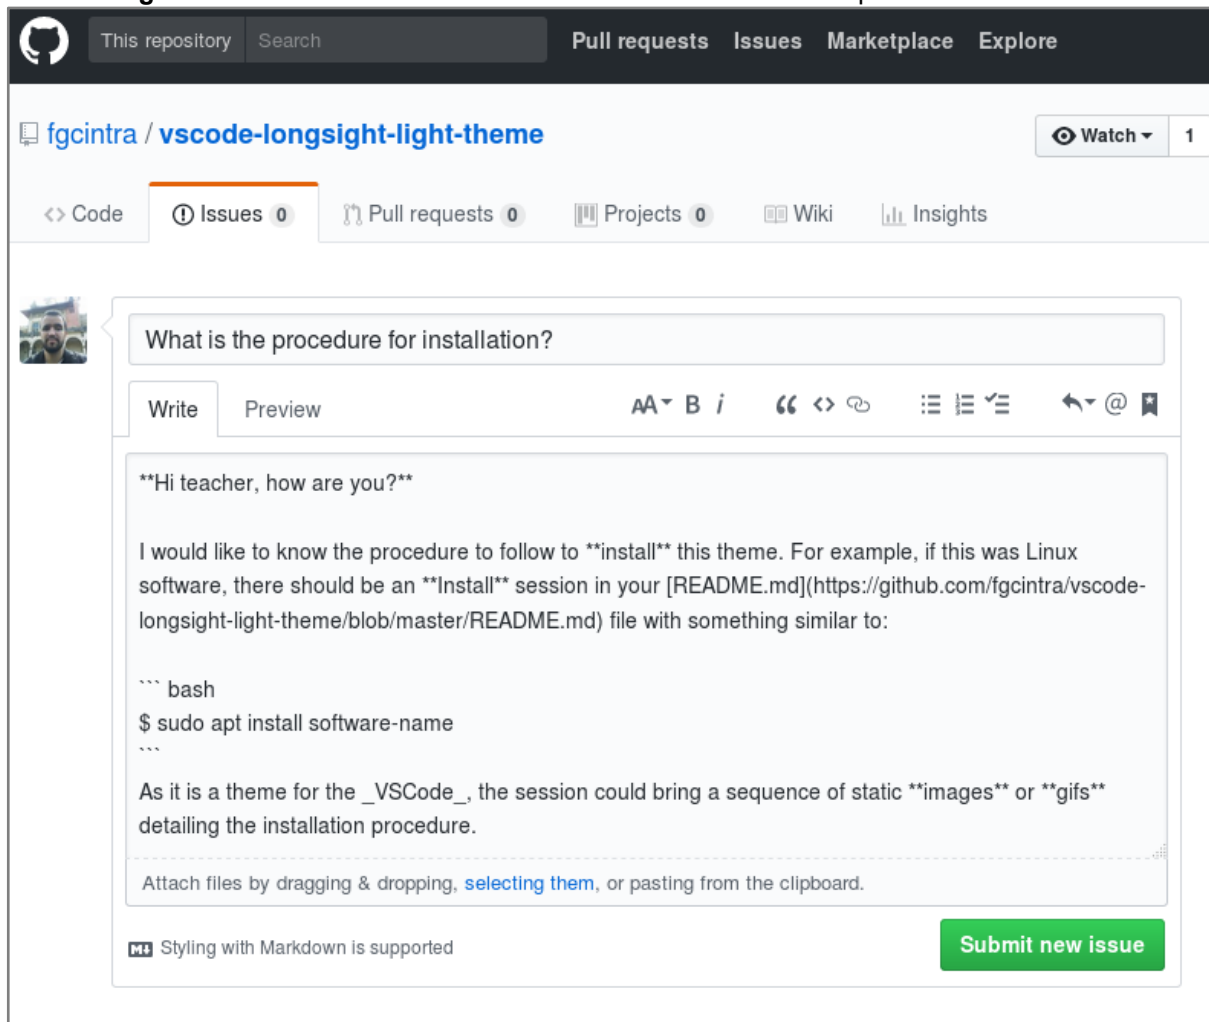 This repository Search Pull requests Issues Marketplace Explore
fgcintra / vscode-longsight-light-theme Watch 1
<> Code Issues 0 Pull requests 0 Projects 0 Wiki Insights
What is the procedure for installation?
Write Preview AA B i
**Hi teacher, how are you?**
I would like to know the procedure to follow to **install** this theme. For example, if this was Linux
software, there should be an **Install** session in your [README.md](https://github.com/fgcintra/vscode-
longsight-light-theme/blob/master/README.md) file with something similar to:
``` bash
$ sudo apt install software-name
```
As it is a theme for the _VSCode_, the session could bring a sequence of static **images** or **gifs**
detailing the installation procedure.
Attach files by dragging & dropping, selecting them, or pasting from the clipboard.
Styling with Markdown is supported Submit new issue